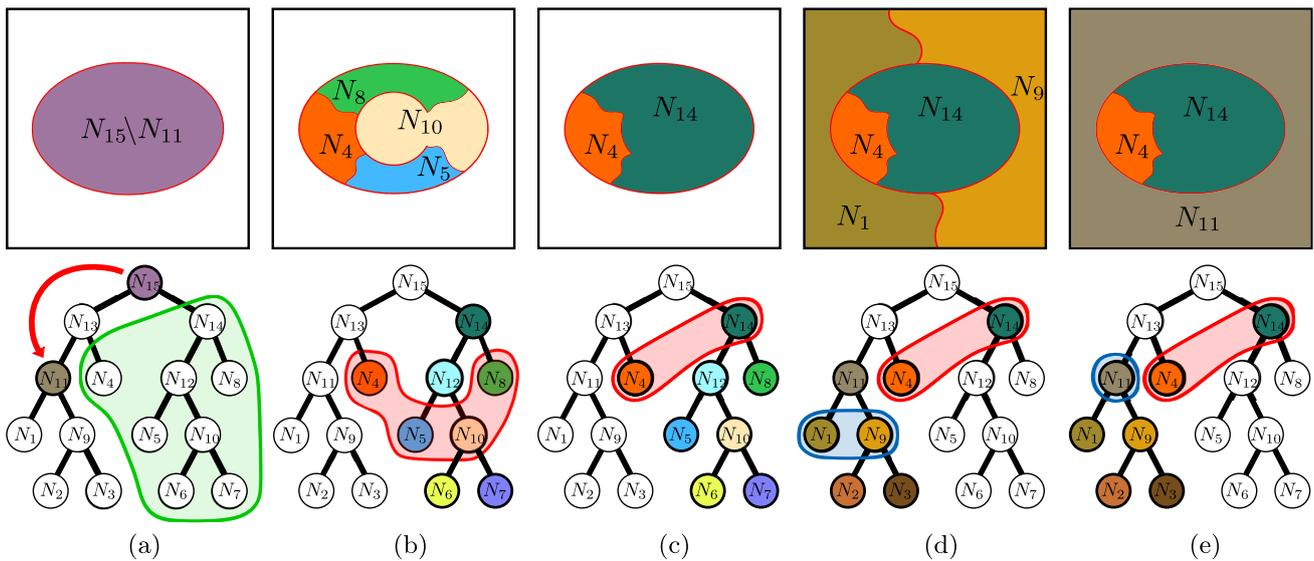 N₁₅\N₁₁
N₈
N₁₀
N₄
N₅
N₁₄
N₄
N₁₄
N₉
N₄
N₁
N₁₄
N₄
N₁₁
N₁₅ N₁₅ N₁₅ N₁₅ N₁₅
N₁₃ N₁₄ N₁₃ N₁₄ N₁₃ N₁₄ N₁₃ N₁₄ N₁₃ N₁₄
N₁₁ N₄ N₁₂ N₈ N₁₁ N₄ N₁₂ N₈ N₁₁ N₄ N₁₂ N₈ N₁₁ N₄ N₁₂ N₈ N₁₁ N₄ N₁₂ N₈
N₁ N₉ N₅ N₁₀ N₁ N₉ N₅ N₁₀ N₁ N₉ N₅ N₁₀ N₁ N₉ N₅ N₁₀ N₁ N₉ N₅ N₁₀
N₂ N₃ N₆ N₇ N₂ N₃ N₆ N₇ N₂ N₃ N₆ N₇ N₂ N₃ N₆ N₇ N₂ N₃ N₆ N₇
(a) (b) (c) (d) (e)